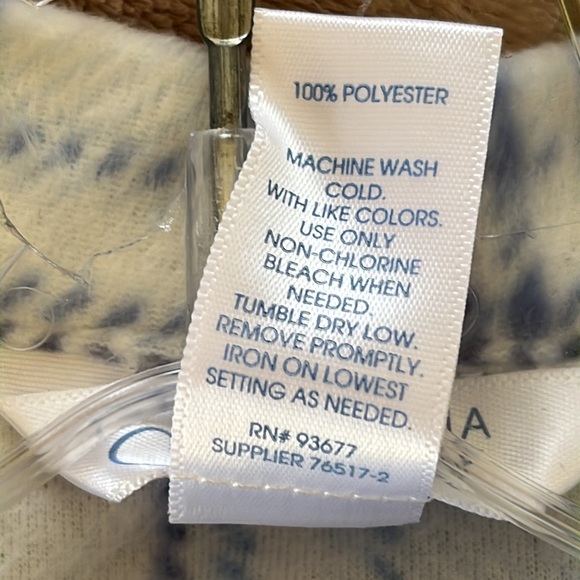 100% POLYESTER
MACHINE WASH
COLD.
WITH LIKE COLORS.
USE ONLY
NON-CHLORINE
BLEACH WHEN
NEEDED.
TUMBLE DRY LOW.
REMOVE PROMPTLY.
IRON ON LOWEST
SETTING AS NEEDED.
RN# 93677
SUPPLIER 76517-2